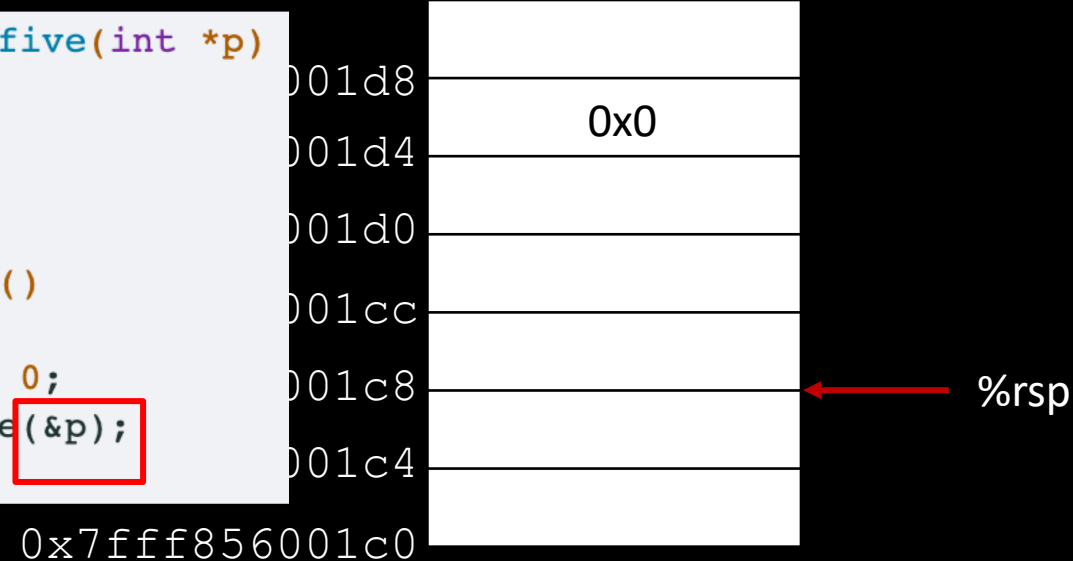 five(int *p)
001d8
0x0
001d4
001d0
()
001cc
0;
001c8
%rsp
e(&p);
001c4
0x7fff856001c0